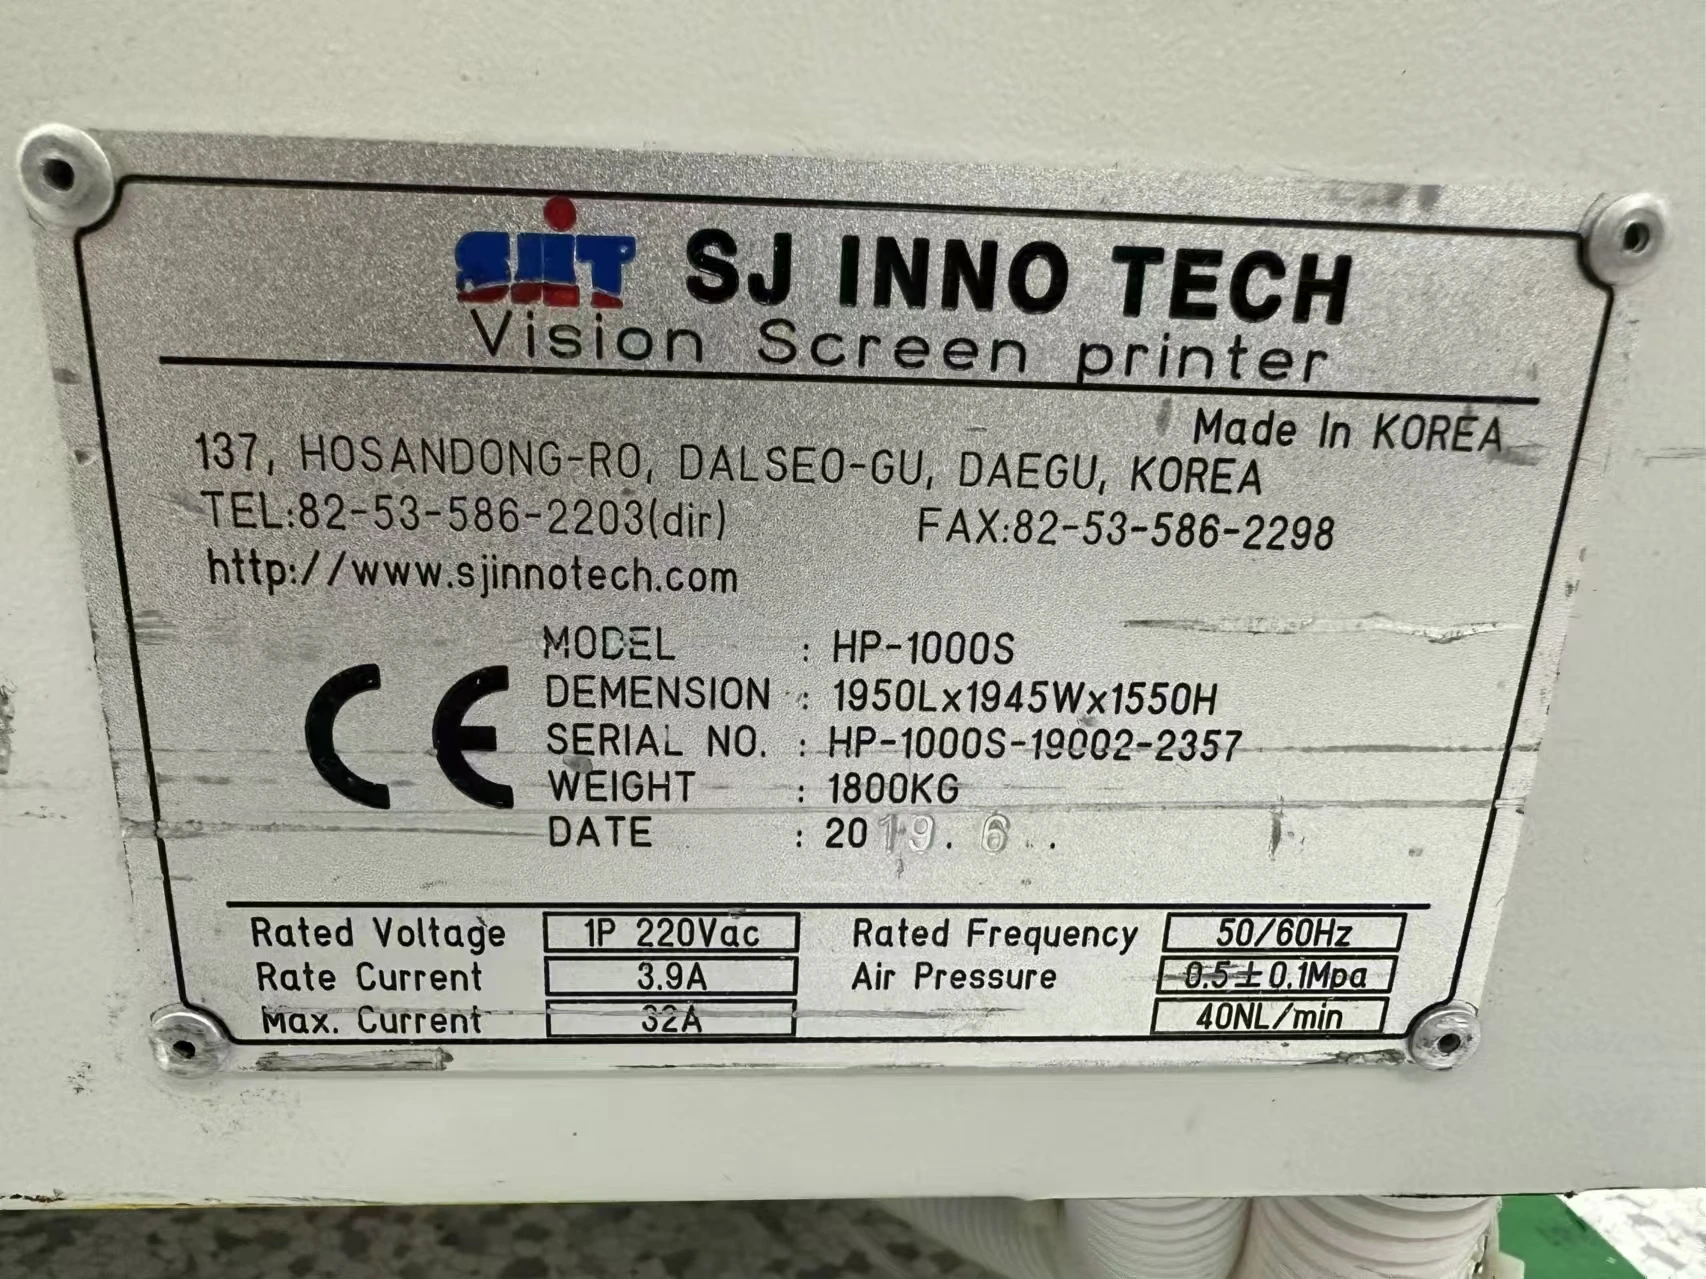 SJ INNO TECH
Vision Screen printer
Made In KOREA
137, HOSANDONG-RO, DALSEO-GU, DAEGU, KOREA
TEL:82-53-586-2203(dir) FAX:82-53-586-2298
http://www.sjinnotech.com
CE
MODEL : HP-1000S
DEMENSION : 1950Lx1945Wx1550H
SERIAL NO. : HP-1000S-19002-2357
WEIGHT : 1800KG
DATE : 2019. 6 .
Rated Voltage 1P 220Vac Rated Frequency 50/60Hz
Rate Current 3.9A Air Pressure 0.5±0.1Mpa
Max. Current 32A 40NL/min